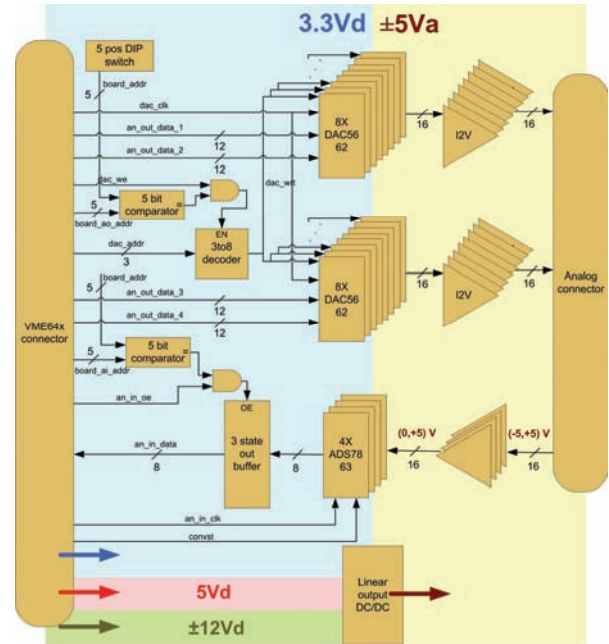 3.3Vd ±5Va
5 pos DIP
switch
board_addr
5
dac_clk
an_out_data_1
12
an_out_data_2
12
8X
DAC56
62
16
I2V
16
dac_we
5
5 bit
comparator
=
board_ao_addr
dac_wrt
EN
3to8
decoder
dac_addr
3
board_addr
5
an_out_data_3
12
an_out_data_4
12
8X
DAC56
62
16
I2V
16
VME64x
connector
Analog
connector
5
5 bit
comparator
=
board_ai_addr
an_in_oe
OE
3 state
out
buffer
an_in_data
8
8
4X
ADS78
63
(0,+5) V
16
(-5,+5) V
16
an_in_clk
convst
Linear
output
DC/DC
5Vd
±12Vd